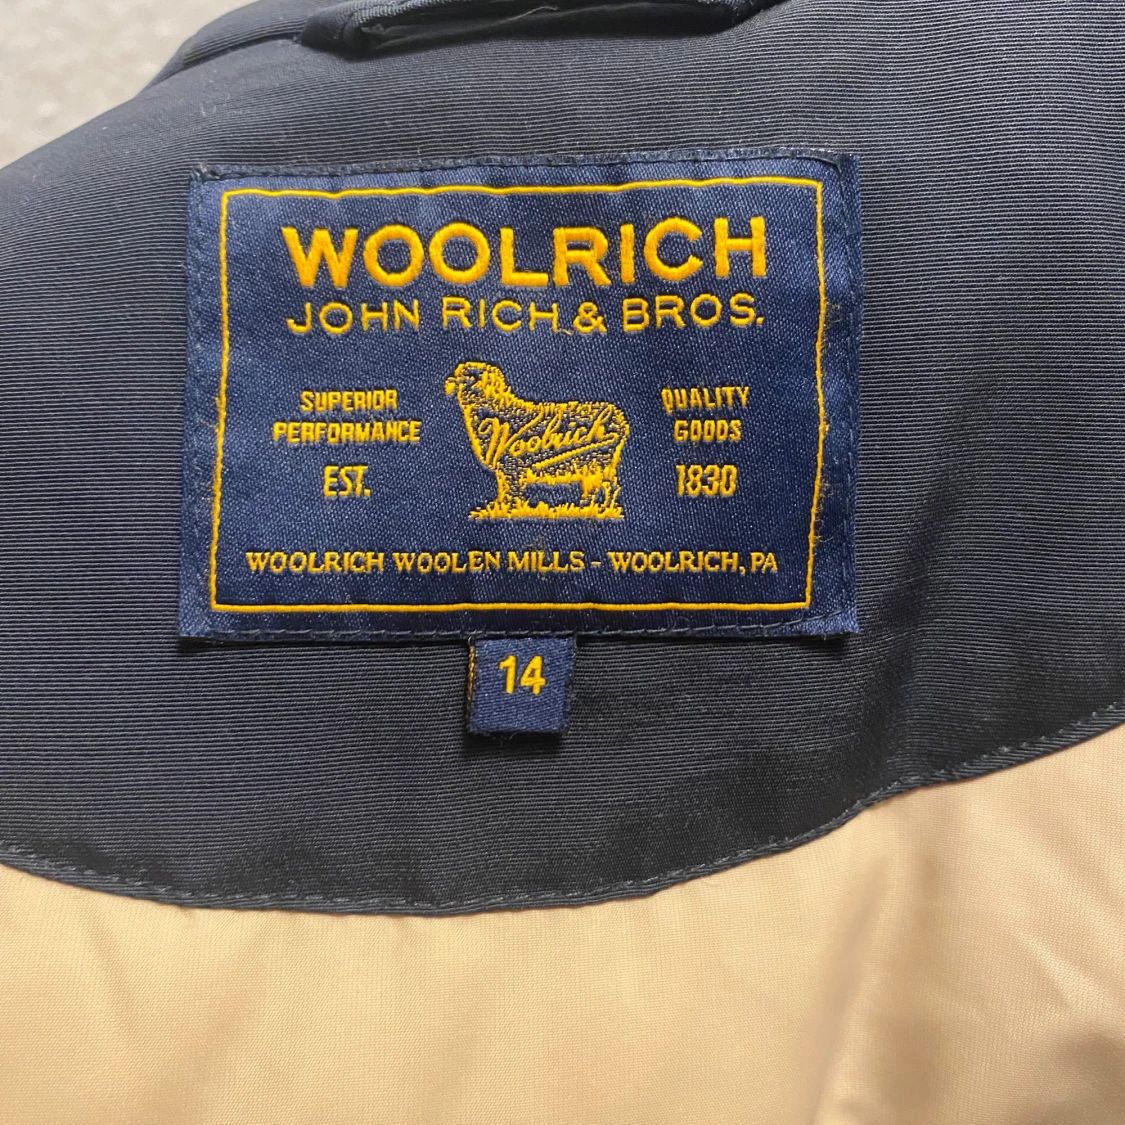 WOOLRICH
JOHN RICH & BROS.
SUPERIOR
PERFORMANCE
EST.
Woolrich
QUALITY
GOODS
1830
WOOLRICH WOOLEN MILLS - WOOLRICH, PA
14